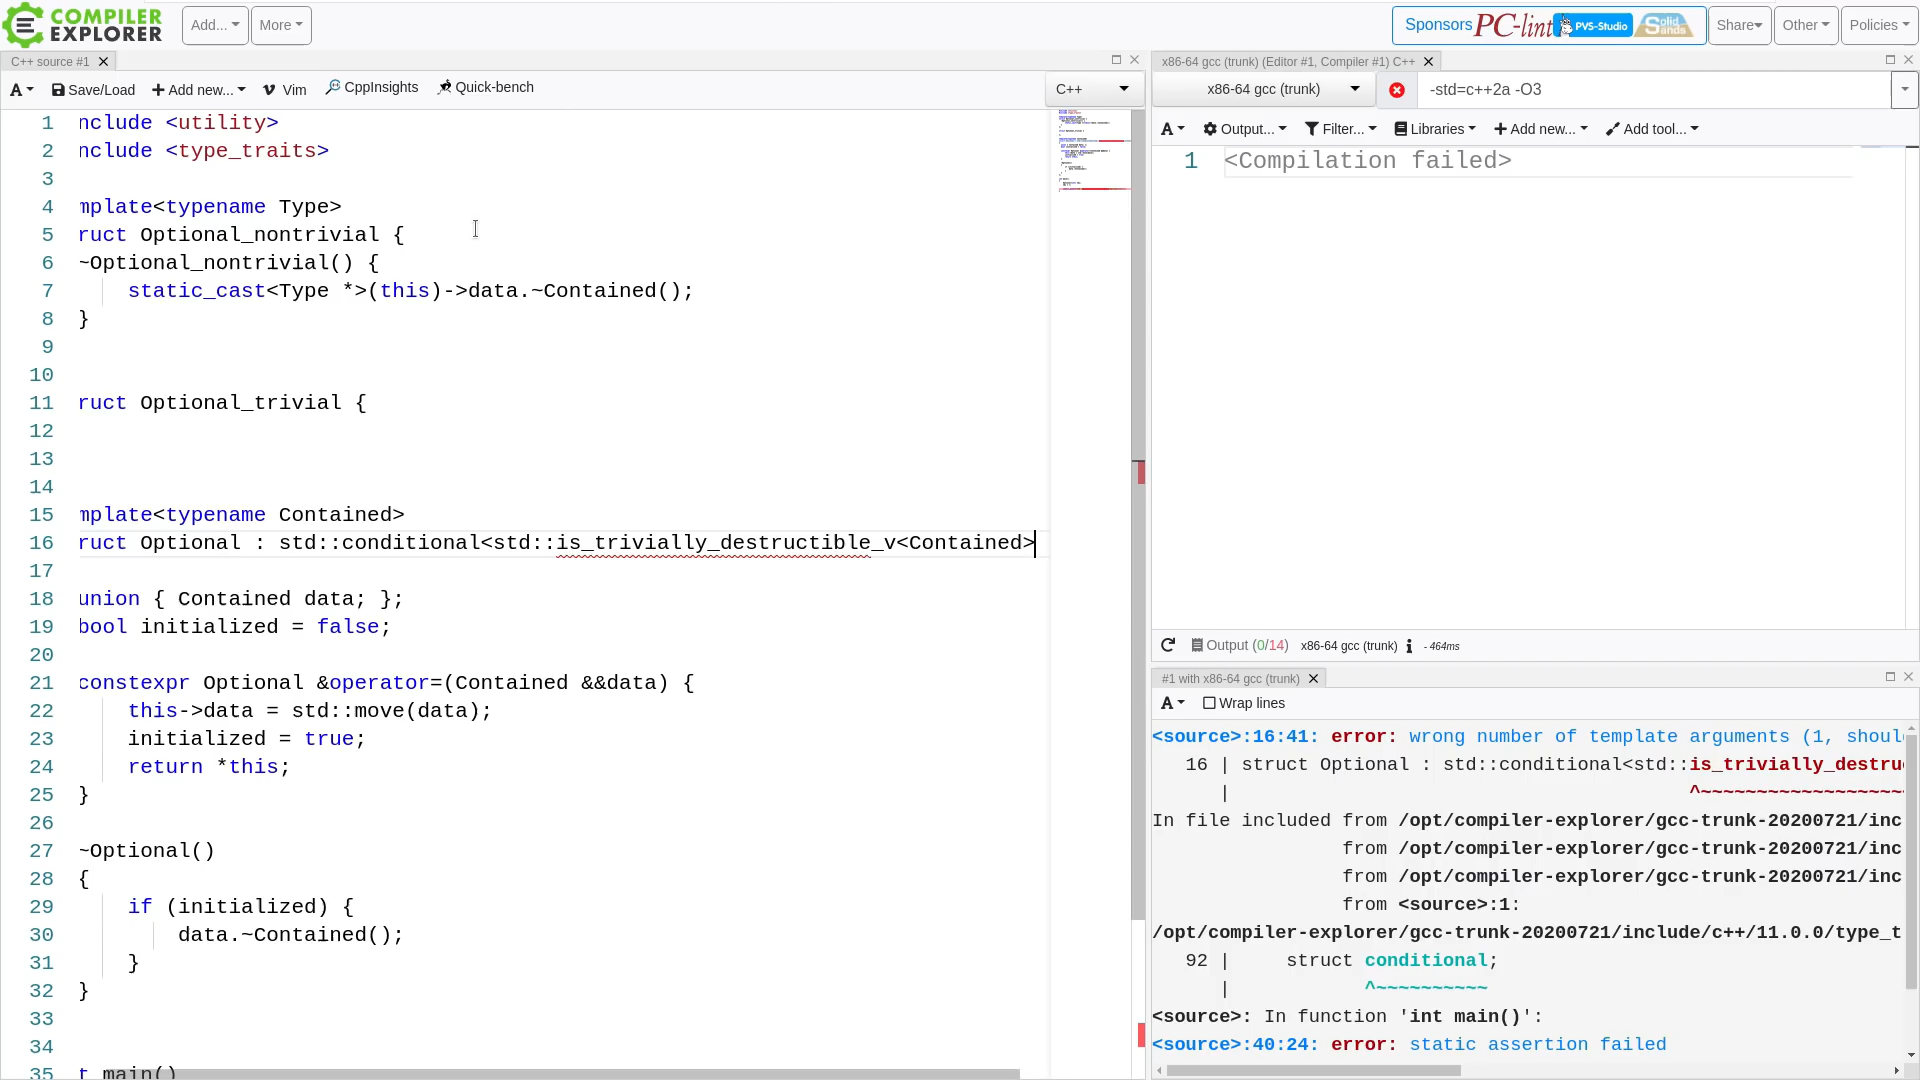 COMPILER EXPLORER
Add...
More
Sponsors PC-lint PVS-Studio Solid Sands
Share
Other
Policies
C++ source #1
A
Save/Load
Add new...
Vim
CppInsights
Quick-bench
C++
1 nclude <utility>
2 nclude <type_traits>
3
4 mplate<typename Type>
5 ruct Optional_nontrivial {
6 ~Optional_nontrivial() {
7 static_cast<Type *>(this)->data.~Contained();
8 }
9
10
11 ruct Optional_trivial {
12
13
14
15 mplate<typename Contained>
16 ruct Optional : std::conditional<std::is_trivially_destructible_v<Contained>
17
18 union { Contained data; };
19 bool initialized = false;
20
21 constexpr Optional &operator=(Contained &&data) {
22 this->data = std::move(data);
23 initialized = true;
24 return *this;
25 }
26
27 ~Optional()
28 {
29 if (initialized) {
30 data.~Contained();
31 }
32 }
33
34
35 t main()
x86-64 gcc (trunk) (Editor #1, Compiler #1) C++
x86-64 gcc (trunk)
-std=c++2a -O3
A
Output...
Filter...
Libraries
Add new...
Add tool...
1 <Compilation failed>
Output (0/14) x86-64 gcc (trunk) i - 464ms
#1 with x86-64 gcc (trunk)
A
Wrap lines
<source>:16:41: error: wrong number of template arguments (1, shoul
16 | struct Optional : std::conditional<std::is_trivially_destru
| ^~~~~~~~~~~~~~~~~~~
In file included from /opt/compiler-explorer/gcc-trunk-20200721/inc
from /opt/compiler-explorer/gcc-trunk-20200721/inc
from /opt/compiler-explorer/gcc-trunk-20200721/inc
from <source>:1:
/opt/compiler-explorer/gcc-trunk-20200721/include/c++/11.0.0/type_t
92 | struct conditional;
| ^~~~~~~~~~~
<source>: In function 'int main()':
<source>:40:24: error: static assertion failed